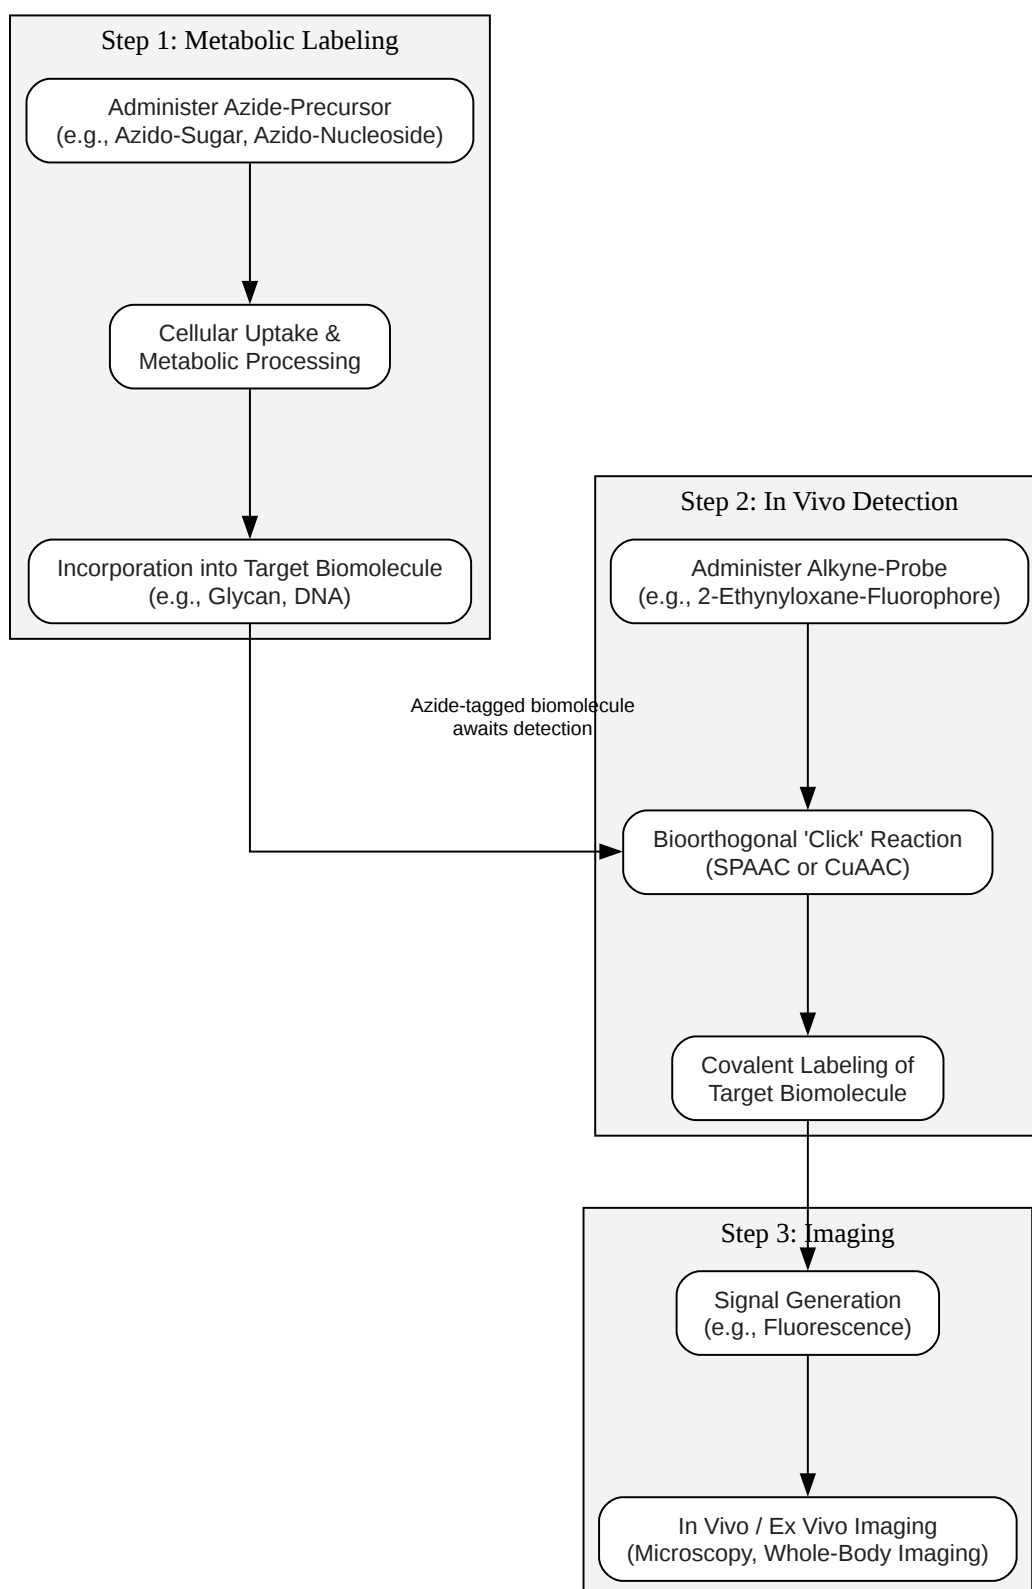 Step 1: Metabolic Labeling
Administer Azide-Precursor
(e.g., Azido-Sugar, Azido-Nucleoside)
Cellular Uptake &
Metabolic Processing
Incorporation into Target Biomolecule
(e.g., Glycan, DNA)
Azide-tagged biomolecule
awaits detection
Step 2: In Vivo Detection
Administer Alkyne-Probe
(e.g., 2-Ethynyloxane-Fluorophore)
Bioorthogonal 'Click' Reaction
(SPAAC or CuAAC)
Covalent Labeling of
Target Biomolecule
Step 3: Imaging
Signal Generation
(e.g., Fluorescence)
In Vivo / Ex Vivo Imaging
(Microscopy, Whole-Body Imaging)